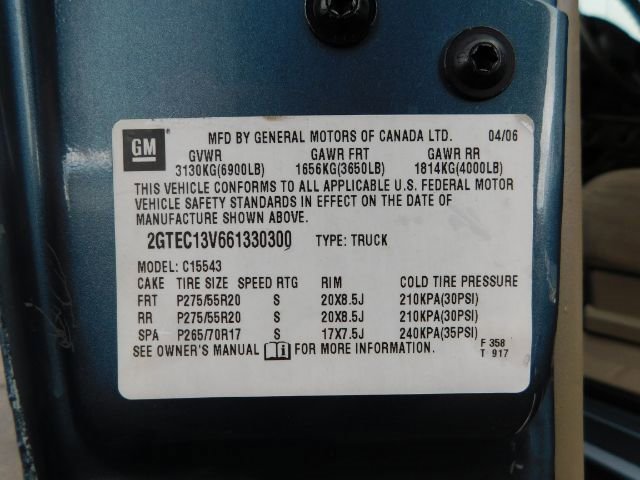 GM
MFD BY GENERAL MOTORS OF CANADA LTD. 04/06
GVWR GAWR FRT GAWR RR
3130KG(6900LB) 1656KG(3650LB) 1814KG(4000LB)
THIS VEHICLE CONFORMS TO ALL APPLICABLE U.S. FEDERAL MOTOR
VEHICLE SAFETY STANDARDS IN EFFECT ON THE DATE OF
MANUFACTURE SHOWN ABOVE.
2GTEC13V661330300 TYPE: TRUCK
MODEL: C15543
CAKE TIRE SIZE SPEED RTG RIM COLD TIRE PRESSURE
FRT P275/55R20 S 20X8.5J 210KPA(30PSI)
RR P275/55R20 S 20X8.5J 210KPA(30PSI)
SPA P265/70R17 S 17X7.5J 240KPA(35PSI)
SEE OWNER'S MANUAL i FOR MORE INFORMATION.
F 358
T 917